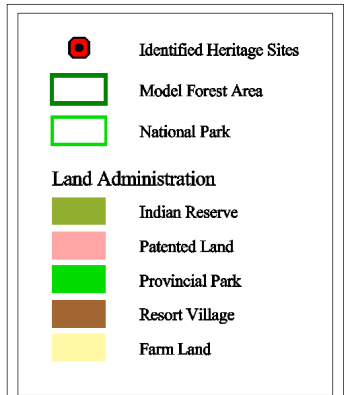 Identified Heritage Sites
Model Forest Area
National Park
Land Administration
Indian Reserve
Patented Land
Provincial Park
Resort Village
Farm Land